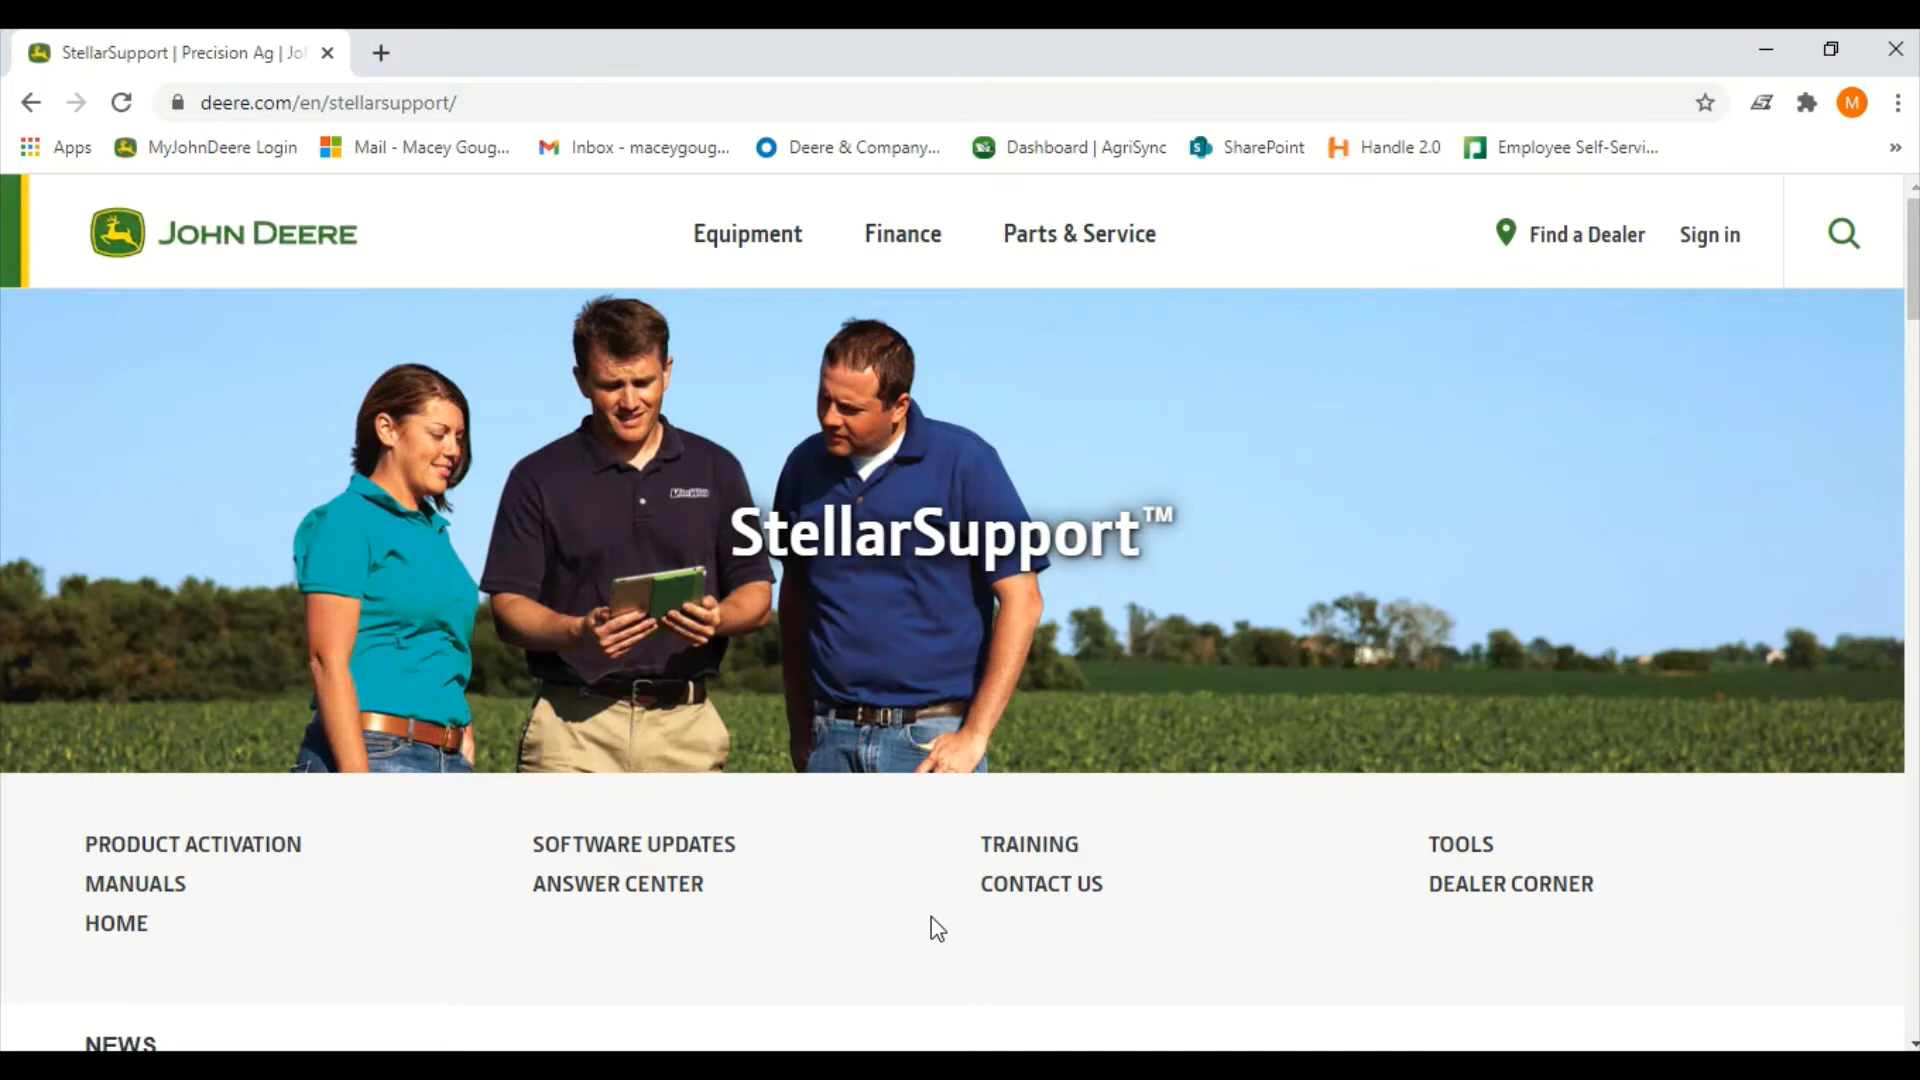 StellarSupport | Precision Ag | Jo
deere.com/en/stellarsupport/
M
Apps
MyJohnDeere Login
Mail - Macey Goug...
Inbox - maceygoug...
Deere & Company...
Dashboard | AgriSync
SharePoint
Handle 2.0
Employee Self-Servi...
»
JOHN DEERE
Equipment
Finance
Parts & Service
Find a Dealer
Sign in
StellarSupport™
PRODUCT ACTIVATION
SOFTWARE UPDATES
TRAINING
TOOLS
MANUALS
ANSWER CENTER
CONTACT US
DEALER CORNER
HOME
NEWS